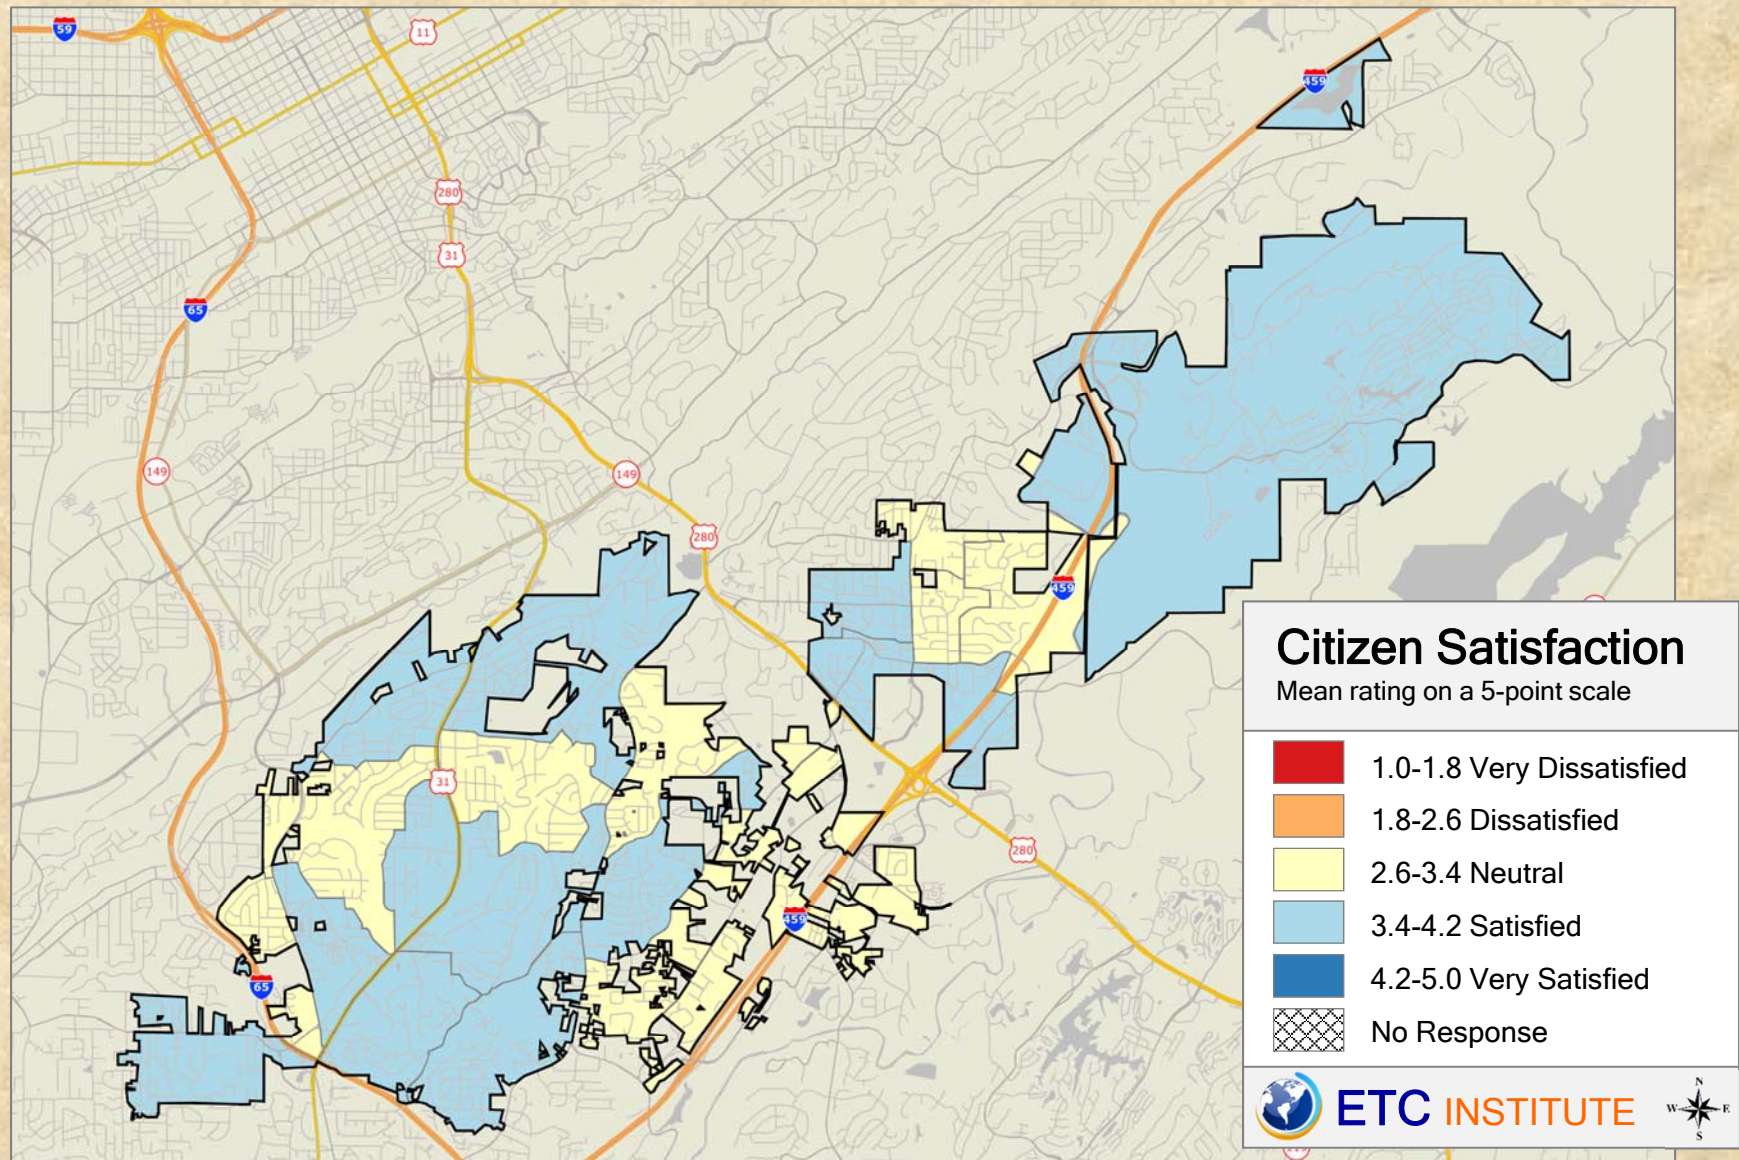 59
11
459
280
31
65
149
149
280
459
31
280
459
65
Citizen Satisfaction
Mean rating on a 5-point scale
1.0-1.8 Very Dissatisfied
1.8-2.6 Dissatisfied
2.6-3.4 Neutral
3.4-4.2 Satisfied
4.2-5.0 Very Satisfied
No Response
ETC INSTITUTE
N
W E
S